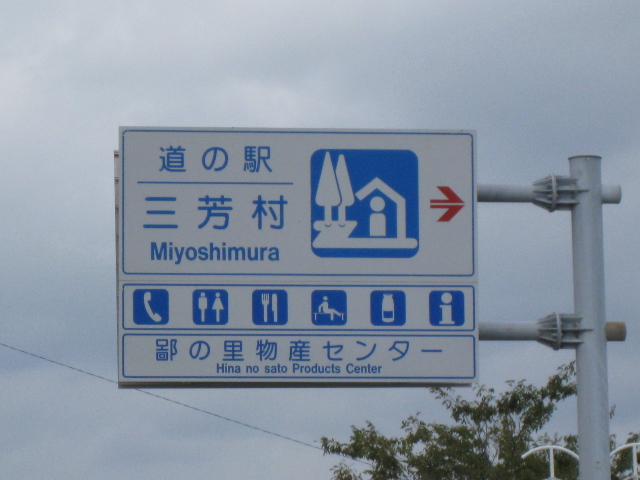 道の駅
三芳村
Miyoshimura
鄙の里物産センター
Hina no sato Products Center